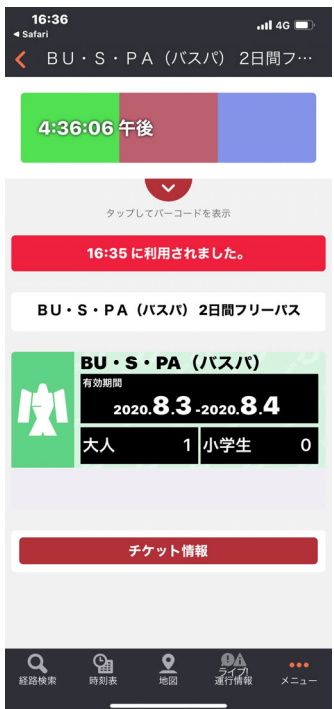 16:36
4G
◀ Safari
BU・S・PA（バスパ） 2日間フ…
4:36:06 午後
タップしてバーコードを表示
16:35 に利用されました。
BU・S・PA（バスパ） 2日間フリーパス
BU・S・PA（バスパ）
有効期間
2020.8.3 -2020.8.4
大人 1 小学生 0
チケット情報
経路検索 時刻表 地図 ライブ!運行情報 メニュー